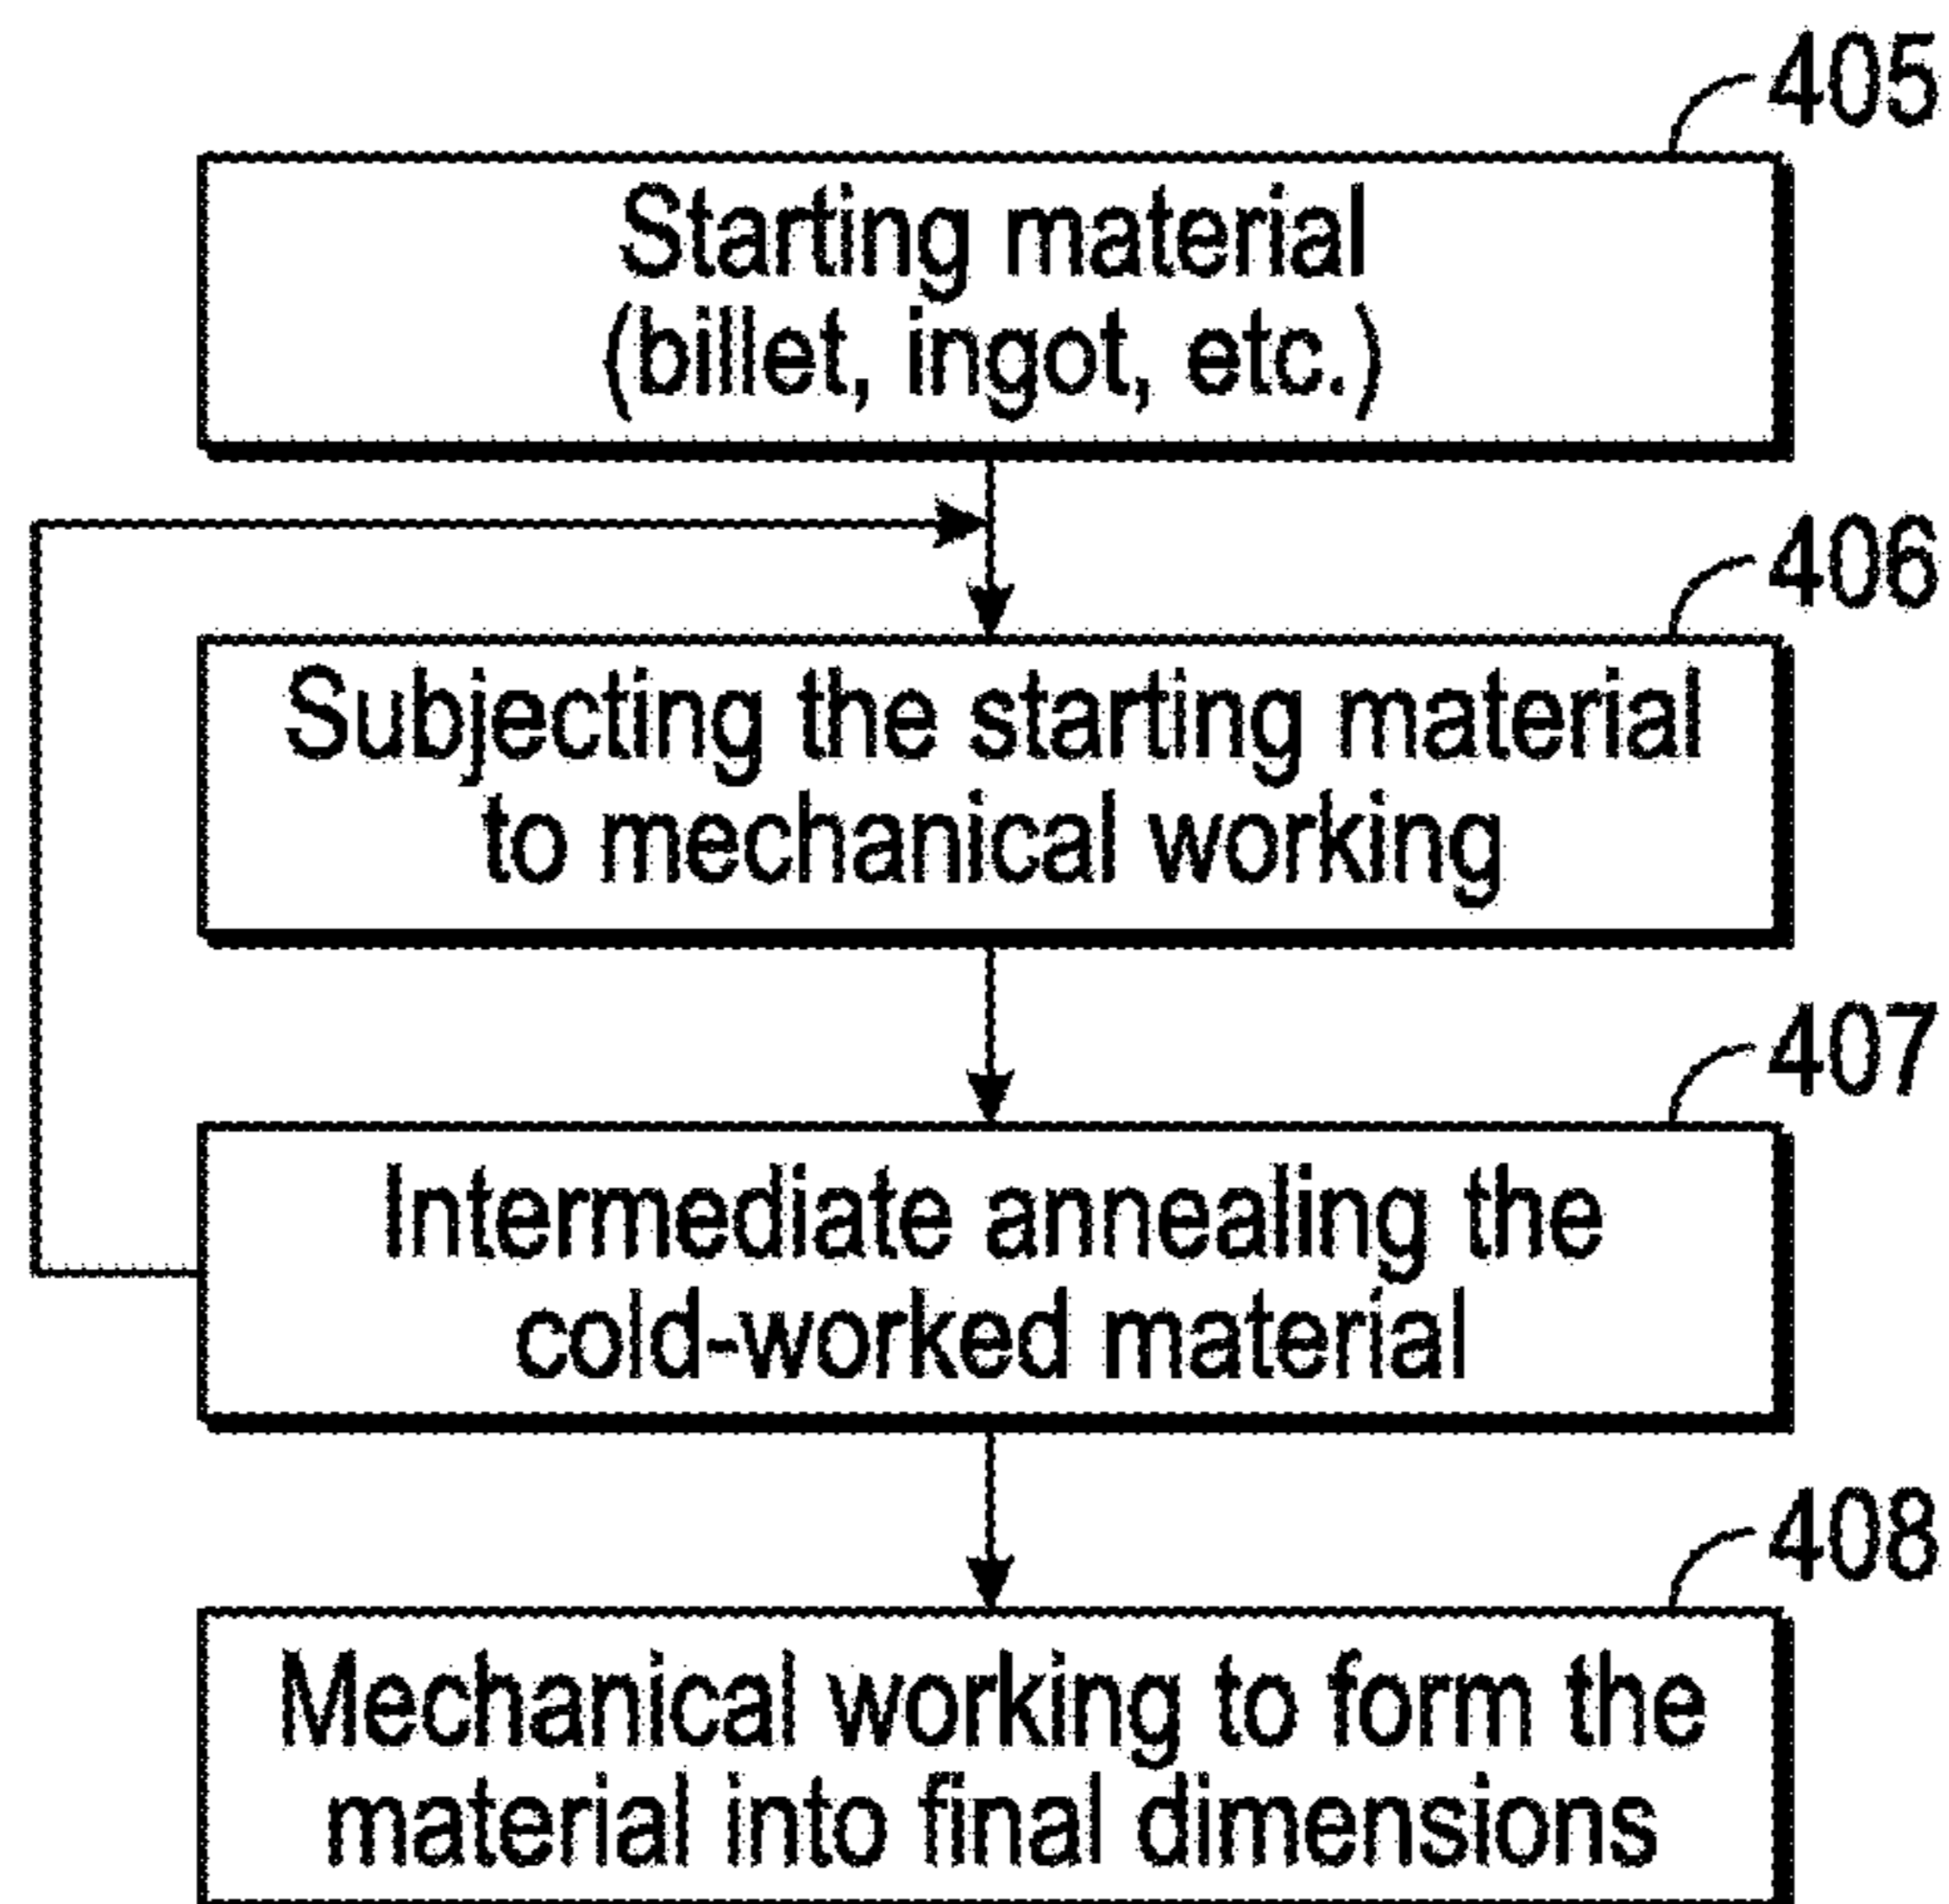 405
Starting material
(billet, ingot, etc.)
406
Subjecting the starting material
to mechanical working
407
Intermediate annealing the
cold-worked material
408
Mechanical working to form the
material into final dimensions